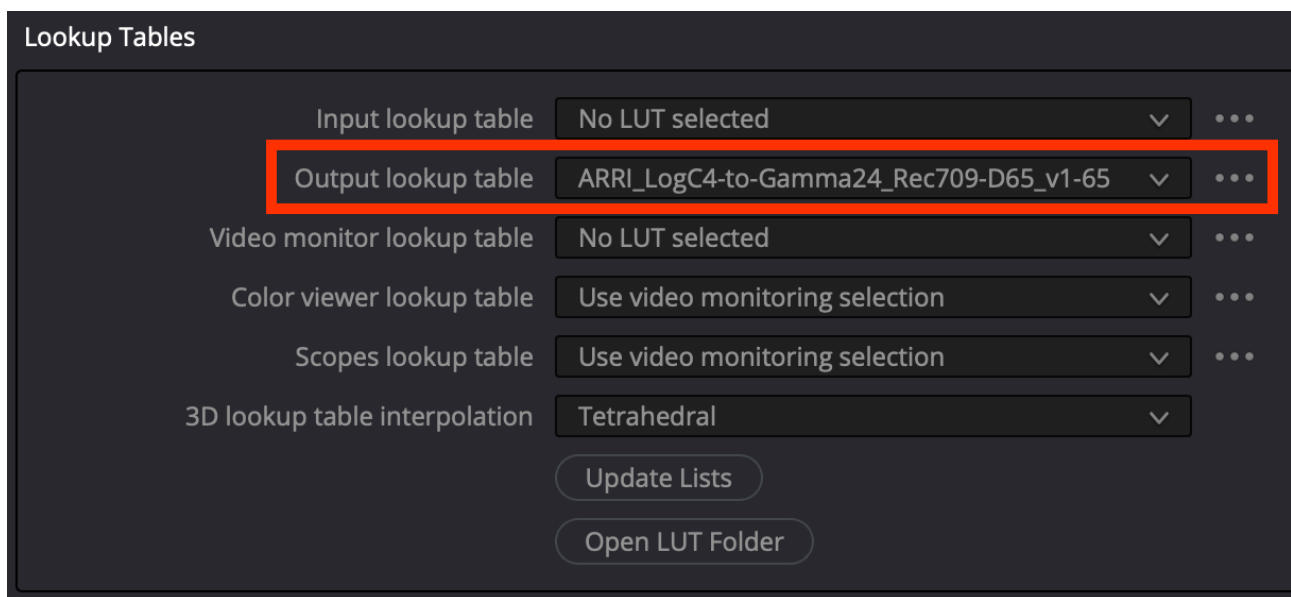 Lookup Tables
Input lookup table No LUT selected
Output lookup table ARRI_LogC4-to-Gamma24_Rec709-D65_v1-65
Video monitor lookup table No LUT selected
Color viewer lookup table Use video monitoring selection
Scopes lookup table Use video monitoring selection
3D lookup table interpolation Tetrahedral
Update Lists
Open LUT Folder